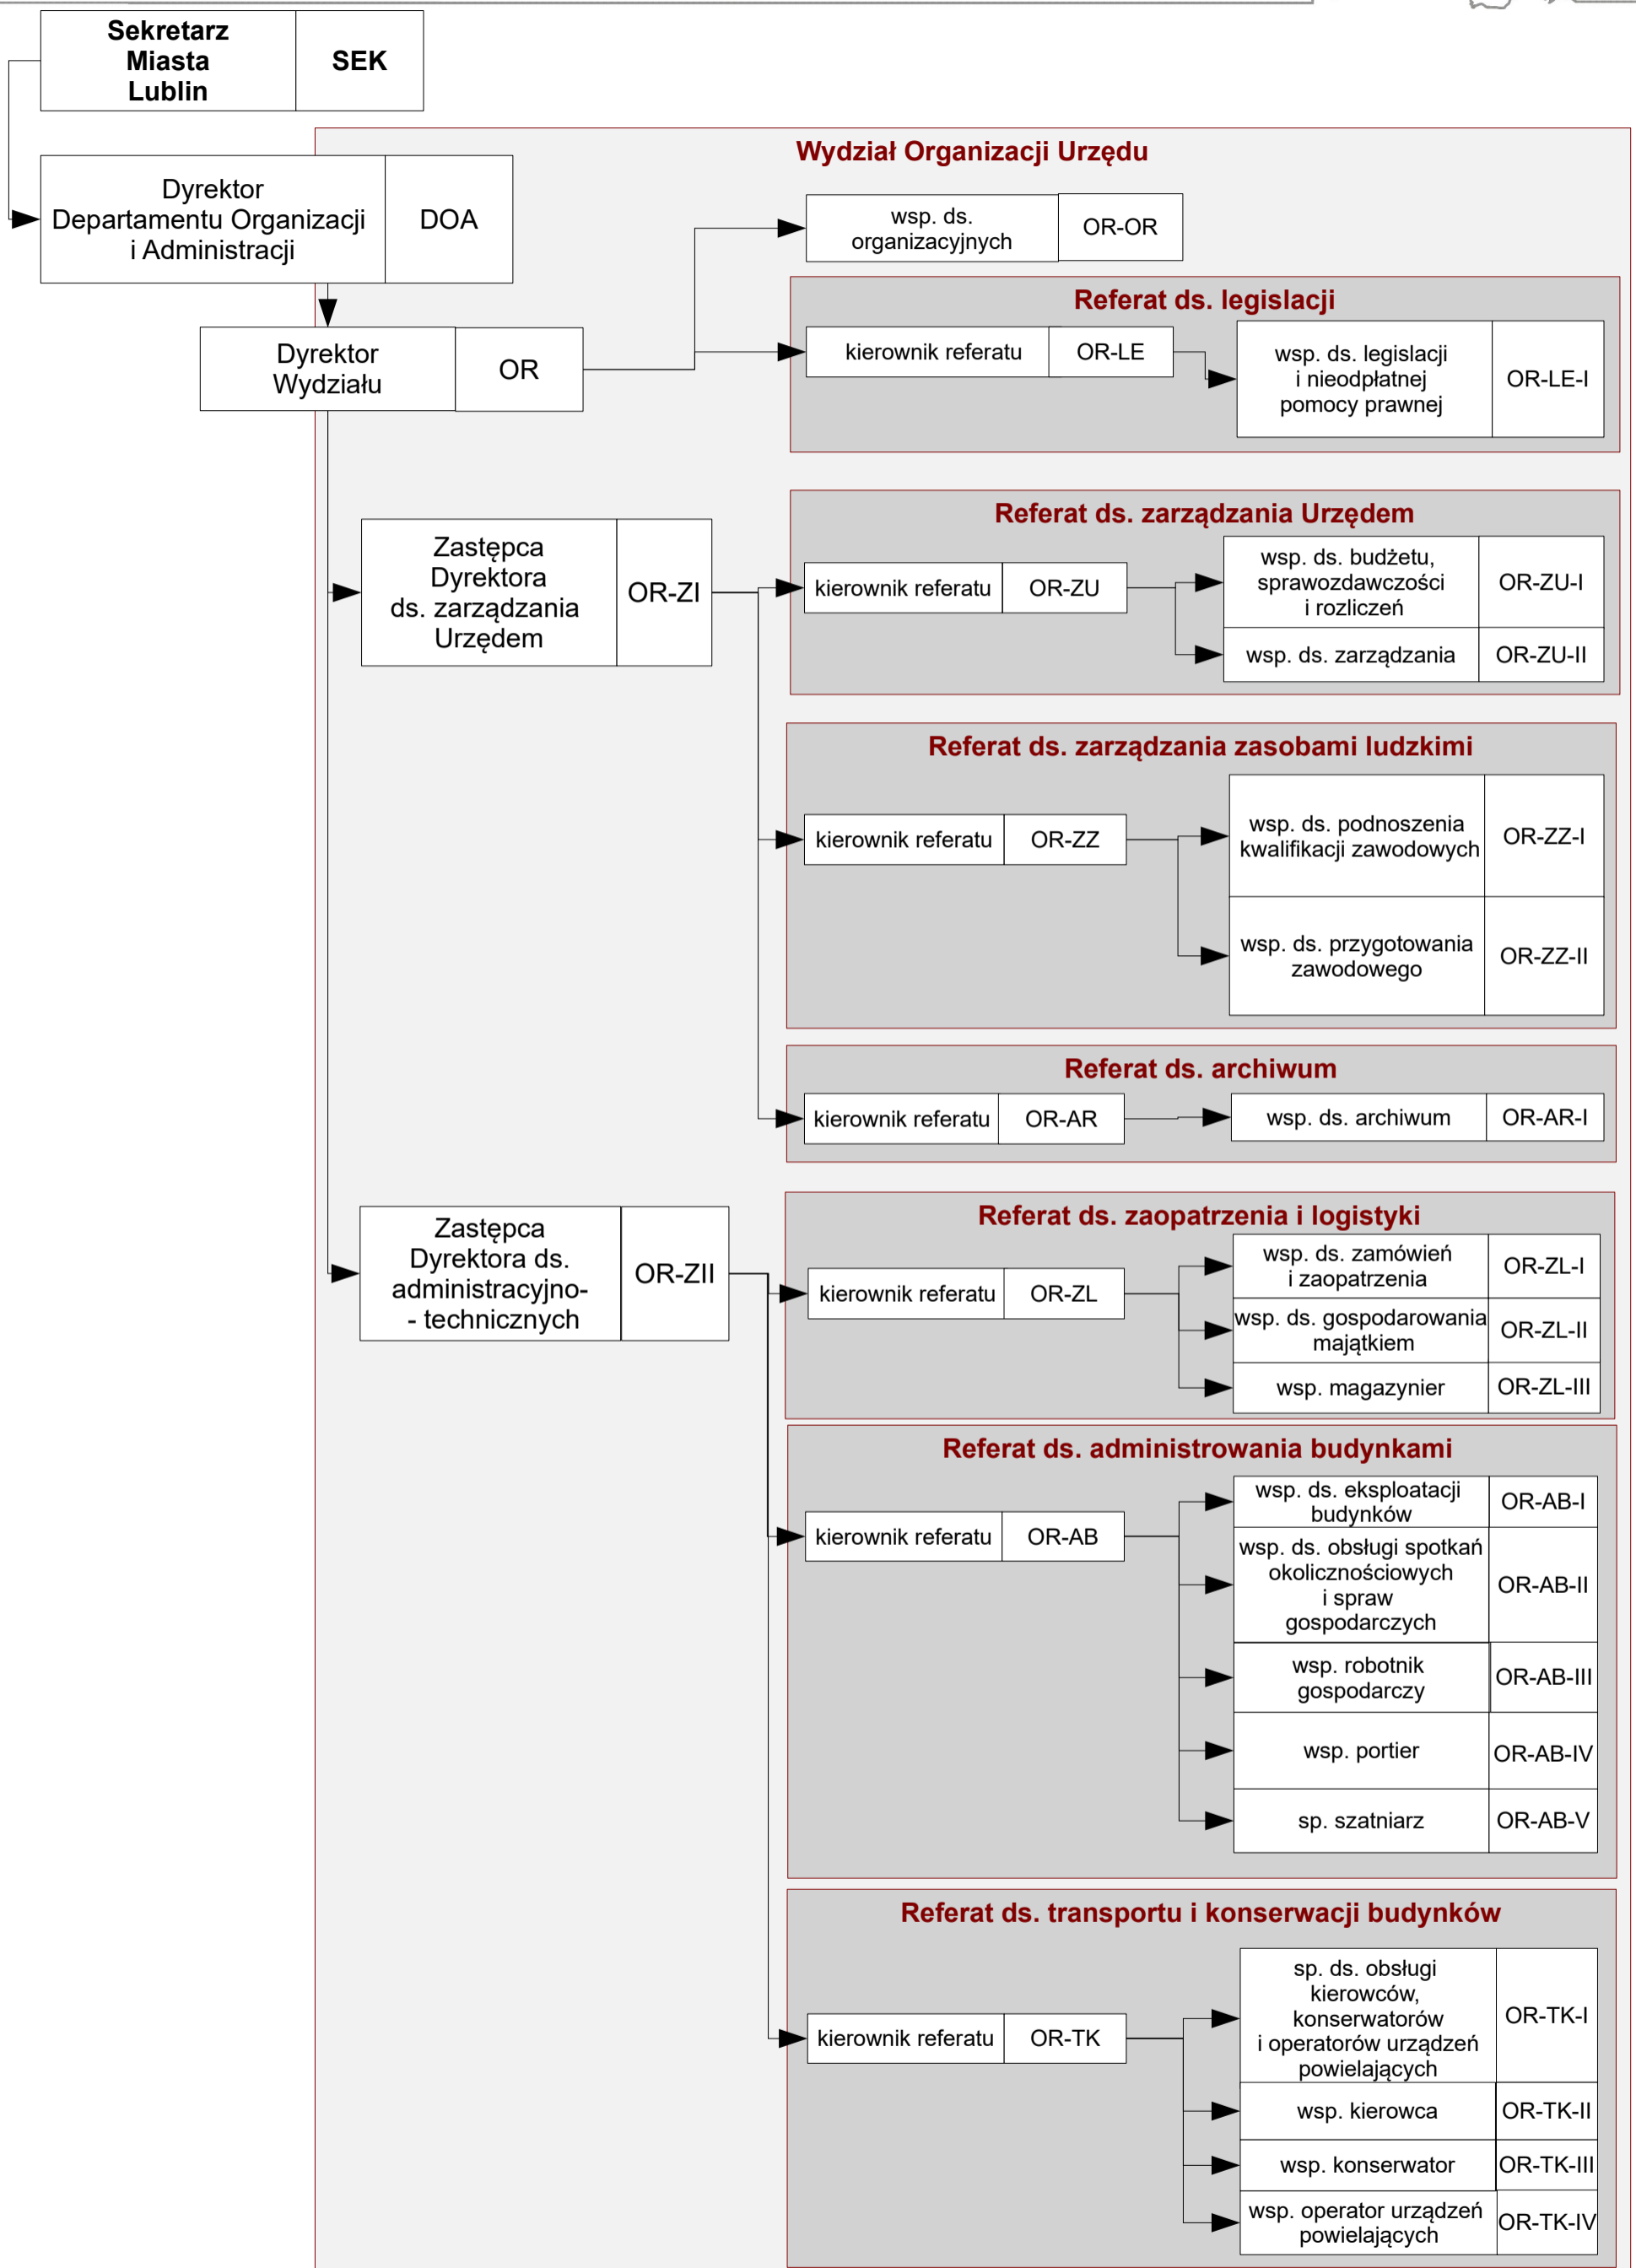 Sekretarz
Miasta
Lublin
SEK
Wydział Organizacji Urzędu
Dyrektor
Departamentu Organizacji
i Administracji
DOA
wsp. ds.
organizacyjnych
OR-OR
Referat ds. legislacji
Dyrektor
Wydziału
OR
kierownik referatu
OR-LE
wsp. ds. legislacji
i nieodpłatnej
pomocy prawnej
OR-LE-I
Referat ds. zarządzania Urzędem
Zastępca
Dyrektora
ds. zarządzania
Urzędem
OR-ZI
kierownik referatu
OR-ZU
wsp. ds. budżetu,
sprawozdawczości
i rozliczeń
OR-ZU-I
wsp. ds. zarządzania
OR-ZU-II
Referat ds. zarządzania zasobami ludzkimi
kierownik referatu
OR-ZZ
wsp. ds. podnoszenia
kwalifikacji zawodowych
OR-ZZ-I
wsp. ds. przygotowania
zawodowego
OR-ZZ-II
Referat ds. archiwum
kierownik referatu
OR-AR
wsp. ds. archiwum
OR-AR-I
Referat ds. zaopatrzenia i logistyki
Zastępca
Dyrektora ds.
administracyjno-
- technicznych
OR-ZII
kierownik referatu
OR-ZL
wsp. ds. zamówień
i zaopatrzenia
OR-ZL-I
wsp. ds. gospodarowania
majątkiem
OR-ZL-II
wsp. magazynier
OR-ZL-III
Referat ds. administrowania budynkami
kierownik referatu
OR-AB
wsp. ds. eksploatacji
budynków
OR-AB-I
wsp. ds. obsługi spotkań
okolicznościowych
i spraw
gospodarczych
OR-AB-II
wsp. robotnik
gospodarczy
OR-AB-III
wsp. portier
OR-AB-IV
sp. szatniarz
OR-AB-V
Referat ds. transportu i konserwacji budynków
kierownik referatu
OR-TK
sp. ds. obsługi
kierowców,
konserwatorów
i operatorów urządzeń
powielających
OR-TK-I
wsp. kierowca
OR-TK-II
wsp. konserwator
OR-TK-III
wsp. operator urządzeń
powielających
OR-TK-IV